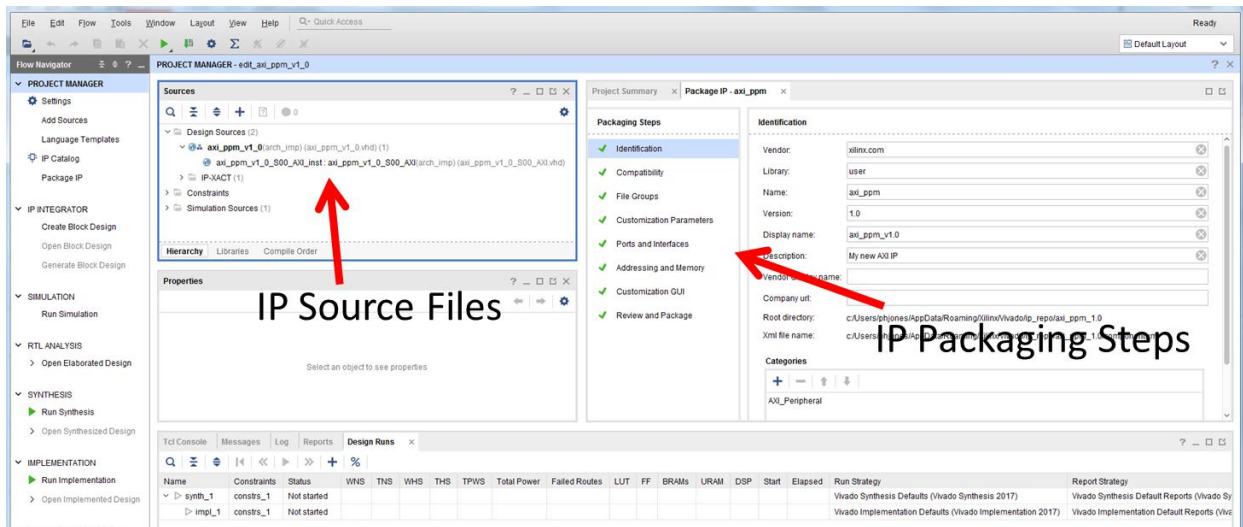 File Edit Flow Tools Window Layout View Help Q- Quick Access Ready
Default Layout
Flow Navigator PROJECT MANAGER - edit_axi_ppm_v1_0
PROJECT MANAGER
Settings
Add Sources
Language Templates
IP Catalog
Package IP
IP INTEGRATOR
Create Block Design
Open Block Design
Generate Block Design
SIMULATION
Run Simulation
RTL ANALYSIS
Open Elaborated Design
SYNTHESIS
Run Synthesis
Open Synthesized Design
IMPLEMENTATION
Run Implementation
Open Implemented Design
Sources
0
Design Sources (2)
axi_ppm_v1_0(arch_imp) (axi_ppm_v1_0.vhd) (1)
axi_ppm_v1_0_S00_AXI_inst : axi_ppm_v1_0_S00_AXI(arch_imp) (axi_ppm_v1_0_S00_AXI.vhd)
IP-XACT (1)
Constraints
Simulation Sources (1)
Hierarchy Libraries Compile Order
Properties
IP Source Files
Select an object to see properties
Project Summary Package IP - axi_ppm
Packaging Steps
Identification
Compatibility
File Groups
Customization Parameters
Ports and Interfaces
Addressing and Memory
Customization GUI
Review and Package
Identification
Vendor: xilinx.com
Library: user
Name: axi_ppm
Version: 1.0
Display name: axi_ppm_v1.0
Description: My new AXI IP
Vendor display name:
Company url:
Root directory: c:/Users/phjones/AppData/Roaming/Xilinx/Vivado/ip_repo/axi_ppm_1.0
Xml file name:
IP Packaging Steps
Categories
AXI_Peripheral
Tcl Console Messages Log Reports Design Runs
Name Constraints Status WNS TNS WHS THS TPWS Total Power Failed Routes LUT FF BRAMs URAM DSP Start Elapsed Run Strategy Report Strategy
synth_1 constrs_1 Not started Vivado Synthesis Defaults (Vivado Synthesis 2017) Vivado Synthesis Default Reports (Vivado Sy
impl_1 constrs_1 Not started Vivado Implementation Defaults (Vivado Implementation 2017) Vivado Implementation Default Reports (Viva